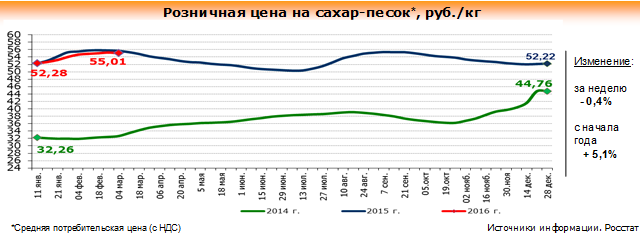 Розничная цена на сахар-песок*, руб./кг
60
58
56
54
52
50
48
46
44
42
40
38
36
34
32
30
28
26
24
52,28
55,01
52,22
44,76
32,26
Изменение:
за неделю
- 0,4%
с начала
года
+ 5,1%
11 янв.
21 янв.
04 фев.
18 фев.
04 мар.
18 мар.
06 апр.
20 апр.
5 мая
18 мая
1 июн.
15 июн.
29 июн.
13 июл.
27 июл.
10 авг.
24 авг.
7 сен.
21 сен.
05.окт
19.окт
02 нояб.
16 нояб.
30.ноя
14 дек.
28 дек.
2014 г.
2015 г.
2016 г.
*Средняя потребительская цена (с НДС)
Источники информации. Росстат